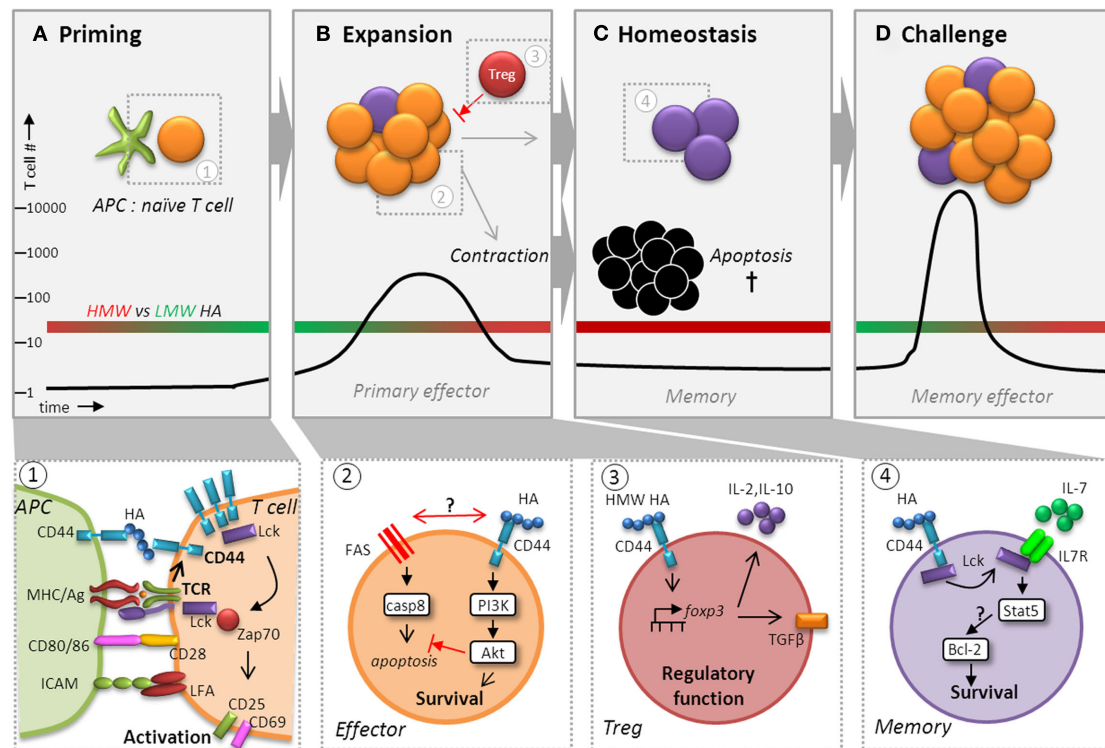 A Priming
B Expansion
C Homeostasis
D Challenge
T cell #
10000
1000
100
10
1
time
1
APC : naïve T cell
HMW vs LMW HA
Treg
3
2
Contraction
Primary effector
4
Apoptosis
†
Memory
Memory effector
1
APC
T cell
HA
CD44
Lck
CD44
MHC/Ag
TCR
Lck
Zap70
CD80/86
CD28
ICAM
LFA
CD25
CD69
Activation
2
?
HA
FAS
CD44
casp8
PI3K
apoptosis
Akt
Survival
Effector
3
HMW HA
IL-2,IL-10
CD44
foxp3
TGFβ
Regulatory
function
Treg
4
HA
IL-7
CD44
Lck
IL7R
Stat5
?
Bcl-2
Survival
Memory